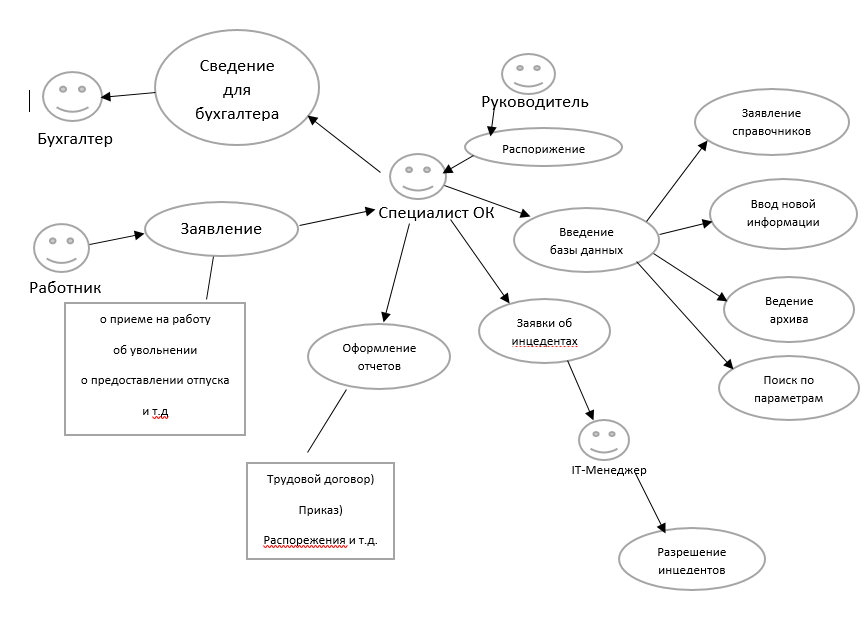 Сведение
для
бухгалтера
Бухгалтер
Руководитель
Распорижение
Заявление
справочников
Специалист ОК
Ввод новой
информации
Заявление
Введение
базы данных
Работник
Ведение
архива
о приеме на работу
об увольнении
о предоставлении отпуска
и т.д
Заявки об
инцедентах
Оформление
отчетов
Поиск по
параметрам
IT-Менеджер
Трудовой договор)
Приказ)
Распорежения и т.д.
Разрешение
инцедентов